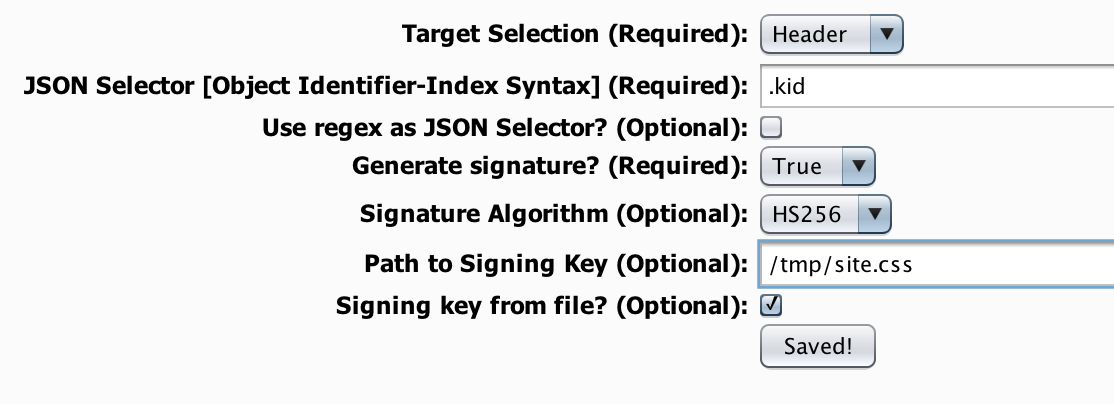 Target Selection (Required): Header
JSON Selector [Object Identifier-Index Syntax] (Required): .kid
Use regex as JSON Selector? (Optional):
Generate signature? (Required): True
Signature Algorithm (Optional): HS256
Path to Signing Key (Optional): /tmp/site.css
Signing key from file? (Optional):
Saved!